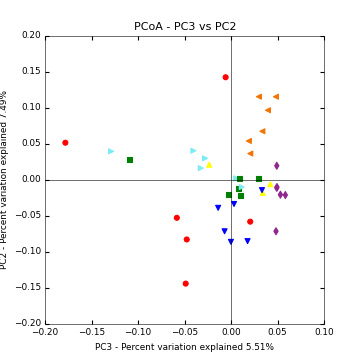 PCoA - PC3 vs PC2
0.20
0.15
0.10
0.05
0.00
−0.05
−0.10
−0.15
−0.20
PC2 - Percent variation explained 7.49%
−0.20 −0.15 −0.10 −0.05 0.00 0.05 0.10
PC3 - Percent variation explained 5.51%